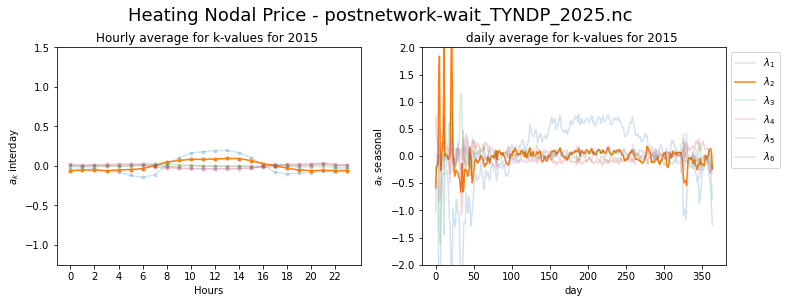 Heating Nodal Price - postnetwork-wait_TYNDP_2025.nc
Hourly average for k-values for 2015
1.5
1.0
0.5
0.0
−0.5
−1.0
a_k interday
0 2 4 6 8 10 12 14 16 18 20 22
Hours
daily average for k-values for 2015
2.0
1.5
1.0
0.5
0.0
−0.5
−1.0
−1.5
−2.0
a_k seasonal
0 50 100 150 200 250 300 350
day
λ₁
λ₂
λ₃
λ₄
λ₅
λ₆